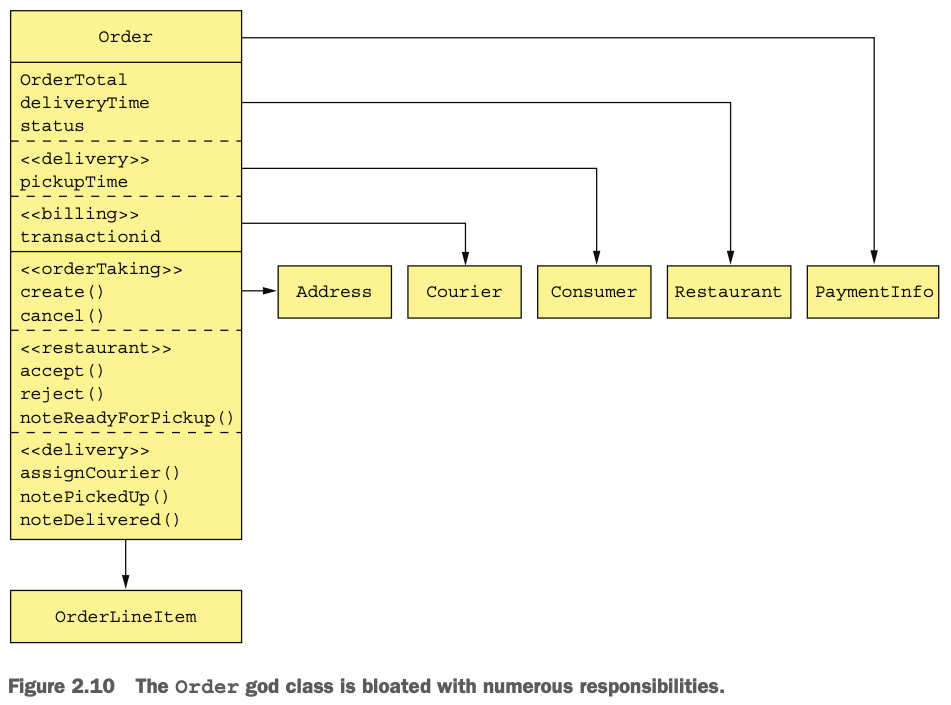 Order
OrderTotal
deliveryTime
status
<<delivery>>
pickupTime
<<billing>>
transactionid
<<orderTaking>>
create()
cancel()
<<restaurant>>
accept()
reject()
noteReadyForPickup()
<<delivery>>
assignCourier()
notePickedUp()
noteDelivered()
Address
Courier
Consumer
Restaurant
PaymentInfo
OrderLineItem
Figure 2.10 The Order god class is bloated with numerous responsibilities.